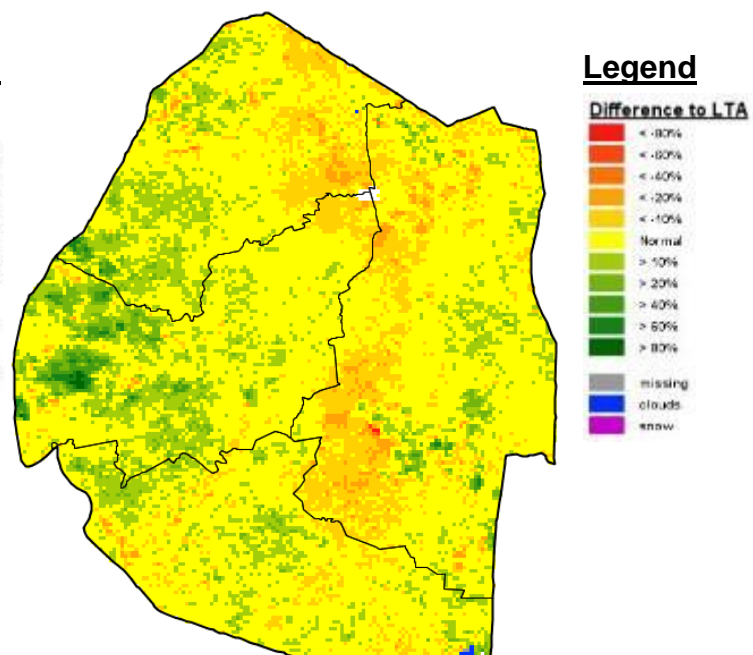 Legend
Difference to LTA
< -80%
< -60%
< -40%
< -20%
< -10%
Normal
> 10%
> 20%
> 40%
> 60%
> 80%
missing
clouds
snow